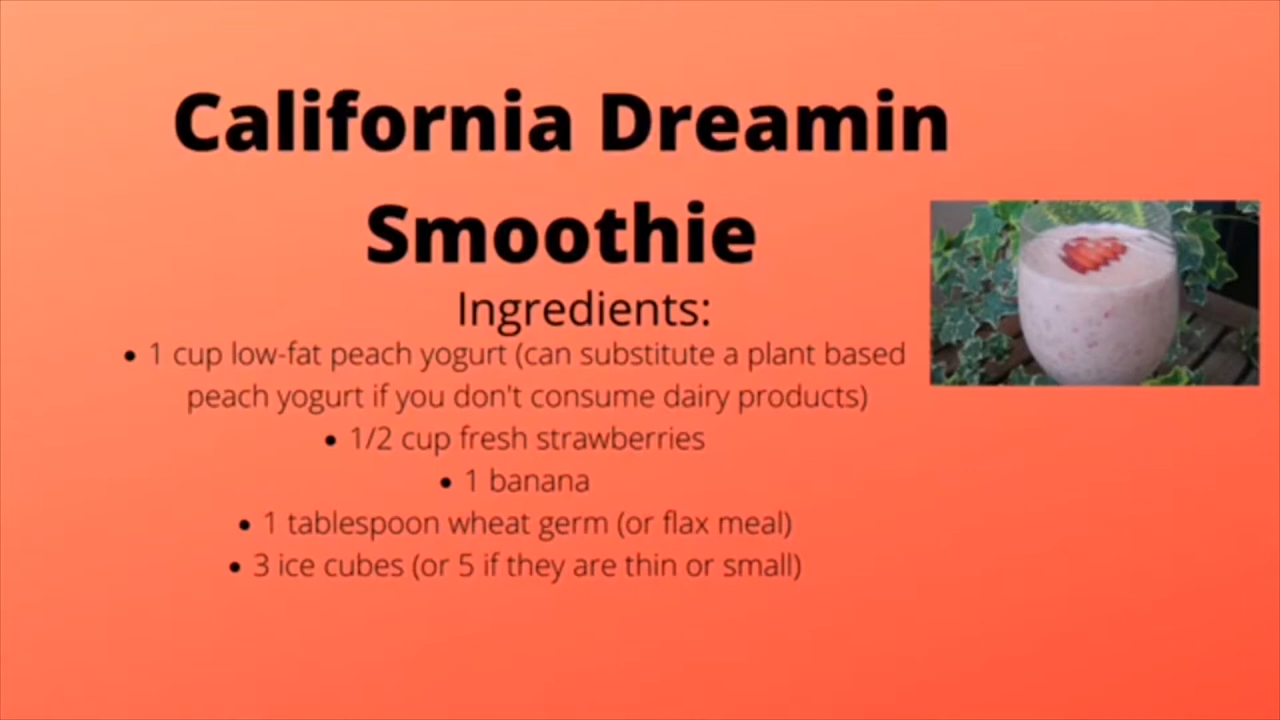 California Dreamin
Smoothie
Ingredients:
• 1 cup low-fat peach yogurt (can substitute a plant based
peach yogurt if you don't consume dairy products)
• 1/2 cup fresh strawberries
• 1 banana
• 1 tablespoon wheat germ (or flax meal)
• 3 ice cubes (or 5 if they are thin or small)